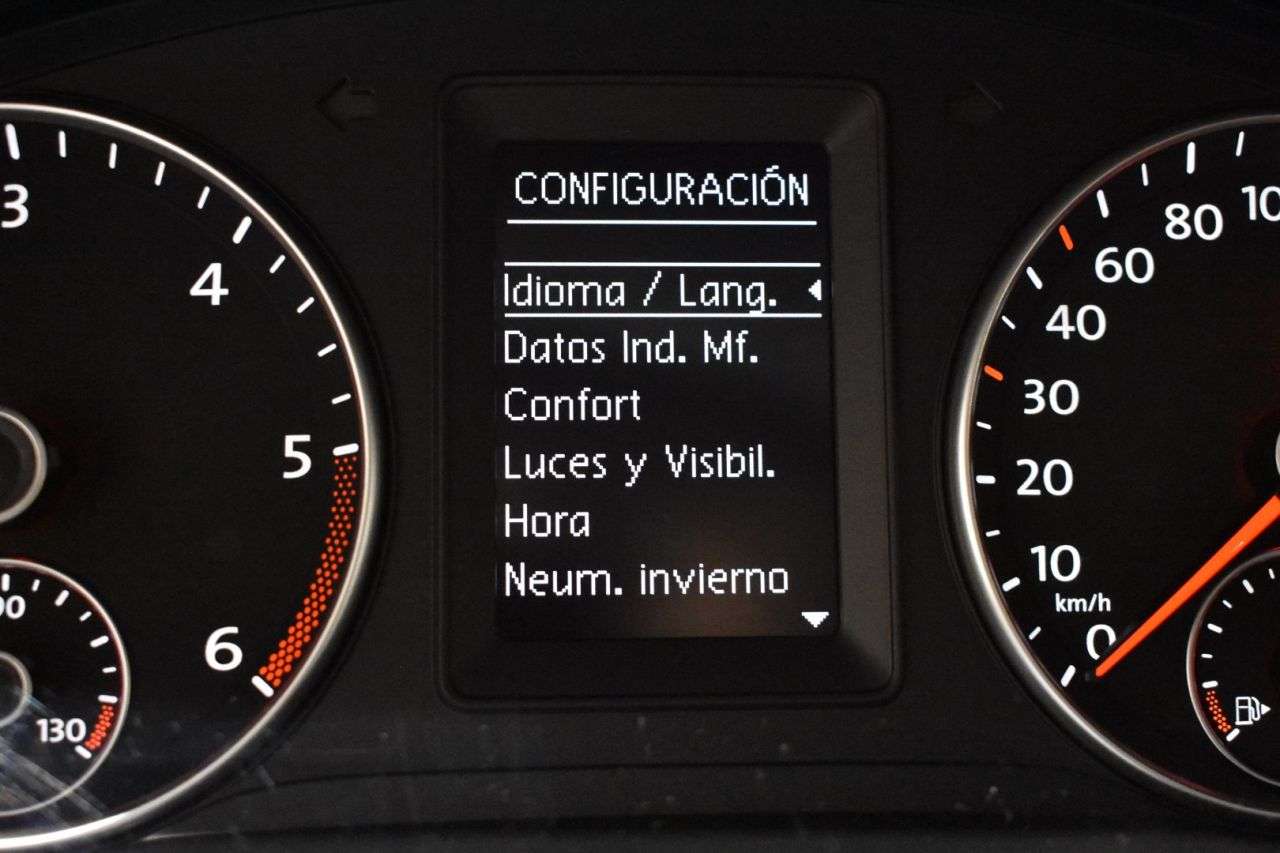 CONFIGURACIÓN
Idioma / Lang.
Datos Ind. Mf.
Confort
Luces y Visibil.
Hora
Neum. invierno
3
4
5
6
90
130
0
10
20
30
40
60
80
km/h